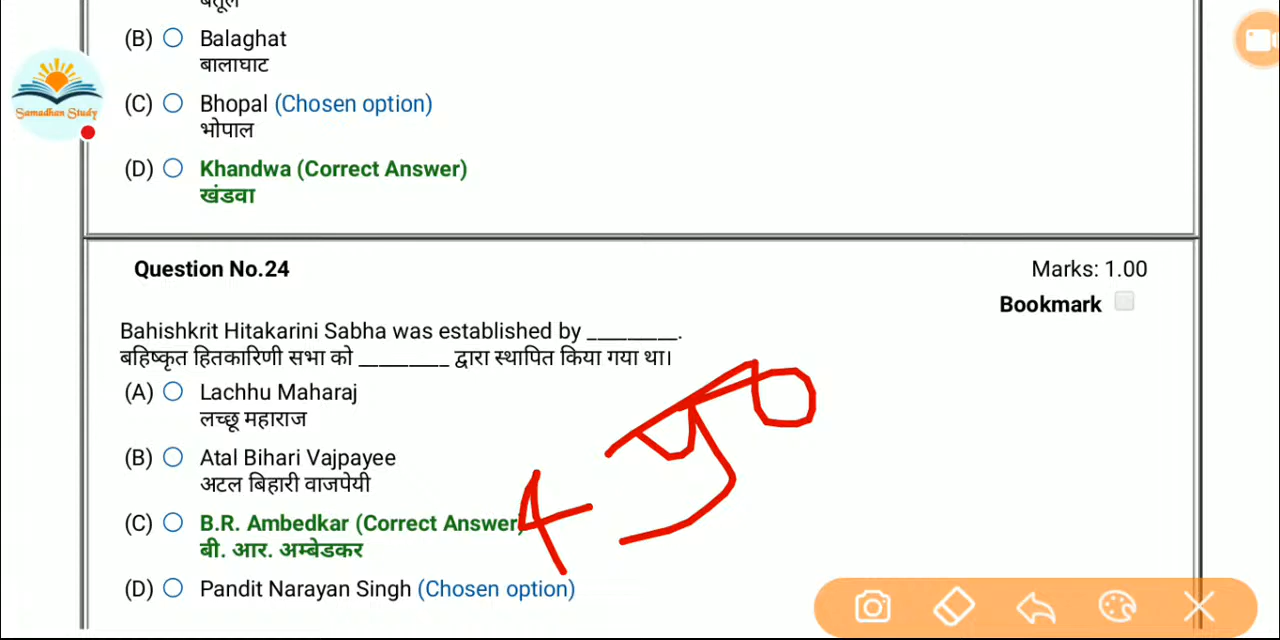 बैतूल
(B) Balaghat
बालाघाट
(C) Bhopal (Chosen option)
भोपाल
(D) Khandwa (Correct Answer)
खंडवा
Samadhan Study
Question No.24
Marks: 1.00
Bookmark
Bahishkrit Hitakarini Sabha was established by ________.
बहिष्कृत हितकारिणी सभा को _________ द्वारा स्थापित किया गया था।
(A) Lachhu Maharaj
लच्छू महाराज
(B) Atal Bihari Vajpayee
अटल बिहारी वाजपेयी
(C) B.R. Ambedkar (Correct Answer)
बी. आर. अम्बेडकर
(D) Pandit Narayan Singh (Chosen option)